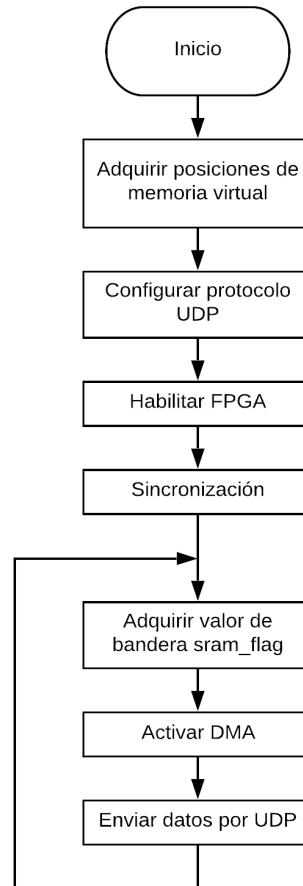 Inicio
Adquirir posiciones de
memoria virtual
Configurar protocolo
UDP
Habilitar FPGA
Sincronización
Adquirir valor de
bandera sram_flag
Activar DMA
Enviar datos por UDP